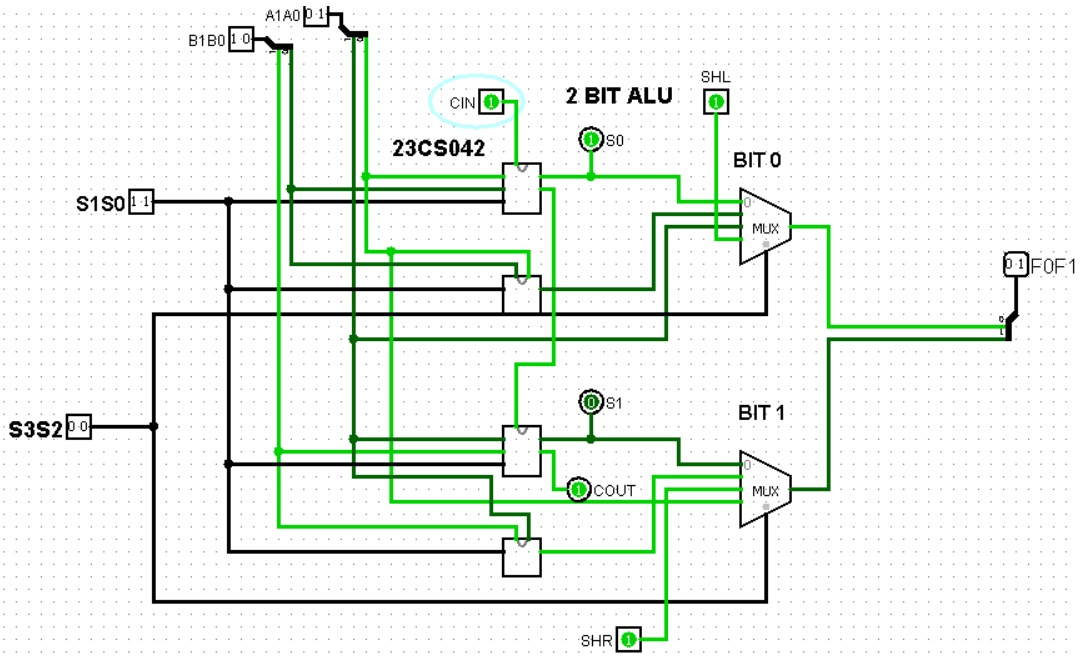 A1A0 0 1
B1B0 1 0
SHL
CIN 1
2 BIT ALU
1
1 S0
23CS042
BIT 0
S1S0 1 1
0
MUX
0 1 F0F1
0
1
0 S1
BIT 1
S3S2 0 0
0
1 COUT
MUX
SHR 1